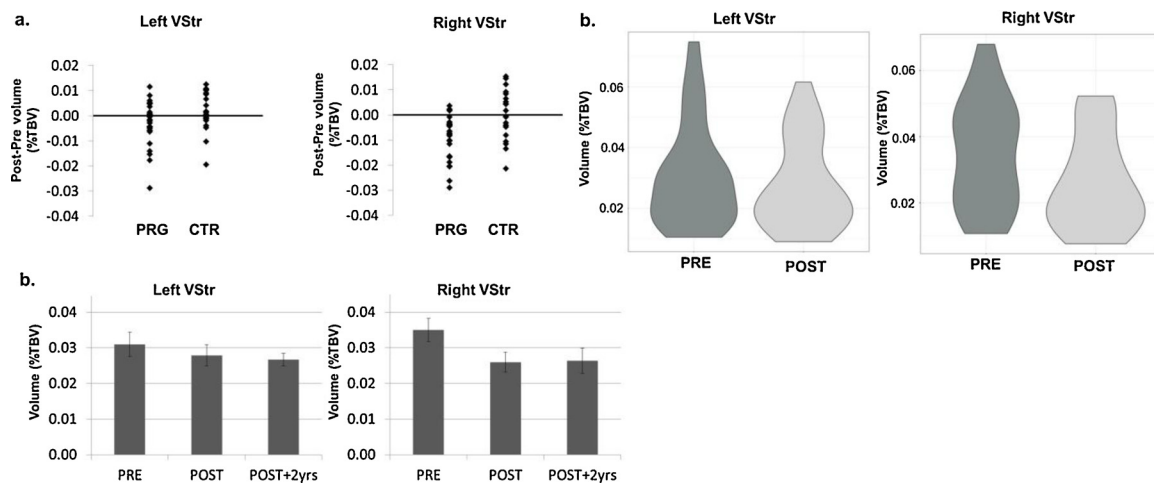 a.
Left VStr
Post-Pre volume
(%TBV)
0.02
0.01
0.00
-0.01
-0.02
-0.03
-0.04
PRG CTR
Right VStr
Post-Pre volume
(%TBV)
0.02
0.01
0.00
-0.01
-0.02
-0.03
-0.04
PRG CTR
b.
Left VStr
Volume (%TBV)
0.06
0.04
0.02
PRE POST
Right VStr
Volume (%TBV)
0.06
0.04
0.02
PRE POST
b.
Left VStr
Volume (%TBV)
0.04
0.03
0.02
0.01
0.00
PRE POST POST+2yrs
Right VStr
Volume (%TBV)
0.04
0.03
0.02
0.01
0.00
PRE POST POST+2yrs